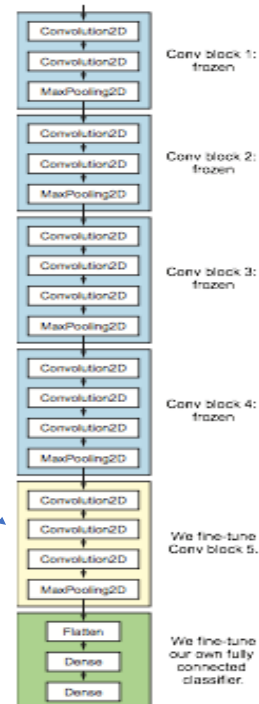 Convolution2D
Convolution2D
MaxPooling2D
Conv block 1:
frozen
Convolution2D
Convolution2D
MaxPooling2D
Conv block 2:
frozen
Convolution2D
Convolution2D
Convolution2D
MaxPooling2D
Conv block 3:
frozen
Convolution2D
Convolution2D
Convolution2D
MaxPooling2D
Conv block 4:
frozen
Convolution2D
Convolution2D
Convolution2D
MaxPooling2D
We fine-tune
Conv block 5.
Flatten
Dense
Dense
We fine-tune
our own fully
connected
classifier.